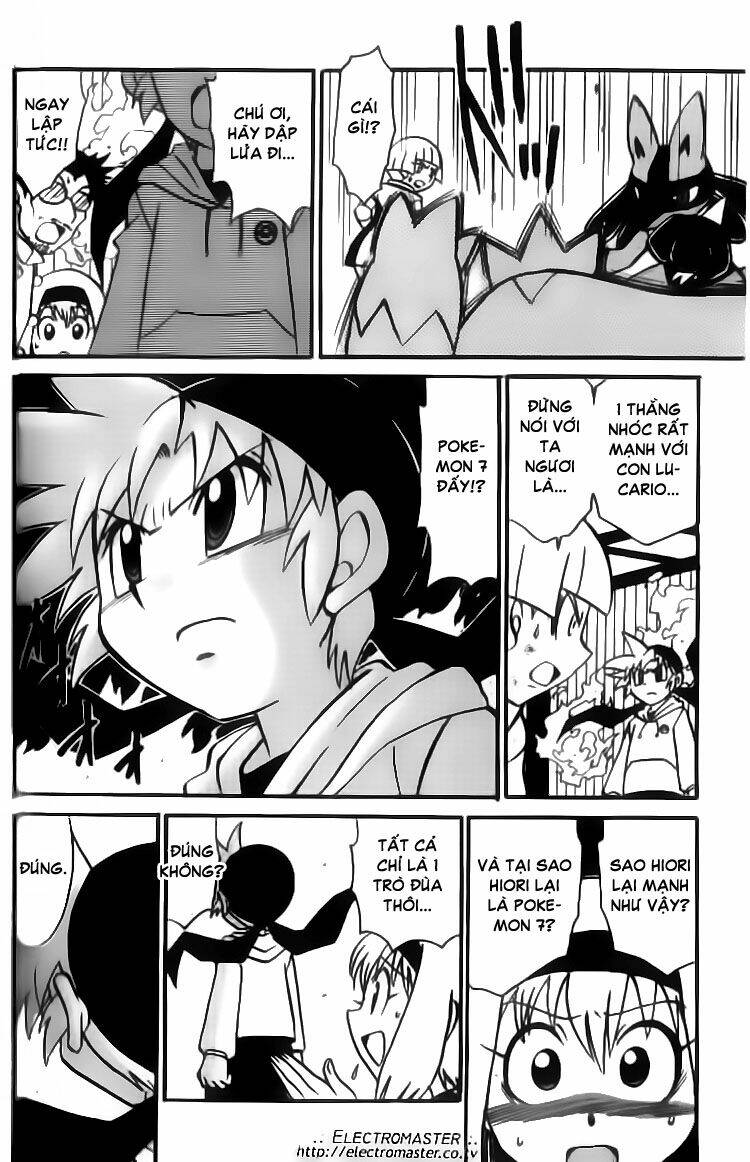 CÁI
GÌ!?
CHÚ ƠI,
HÃY DẬP
LỬA ĐI...
NGAY
LẬP
TỨC!!
1 THẰNG
NHÓC RẤT
MẠNH VỚI
CON LU-
CARIO...
ĐỪNG
NÓI VỚI
TA
NGƯƠI
LÀ...
POKE-
MON 7
ĐẤY!?
SAO HIORI
LẠI MẠNH
NHƯ VẬY?
VÀ TẠI SAO
HIORI LẠI
LÀ POKE-
MON 7?
TẤT CẢ
CHỈ LÀ 1
TRÒ ĐÙA
THÔI...
ĐÚNG
KHÔNG?
ĐÚNG.
.:. ELECTROMASTER .:.
http://electromaster.co.tv